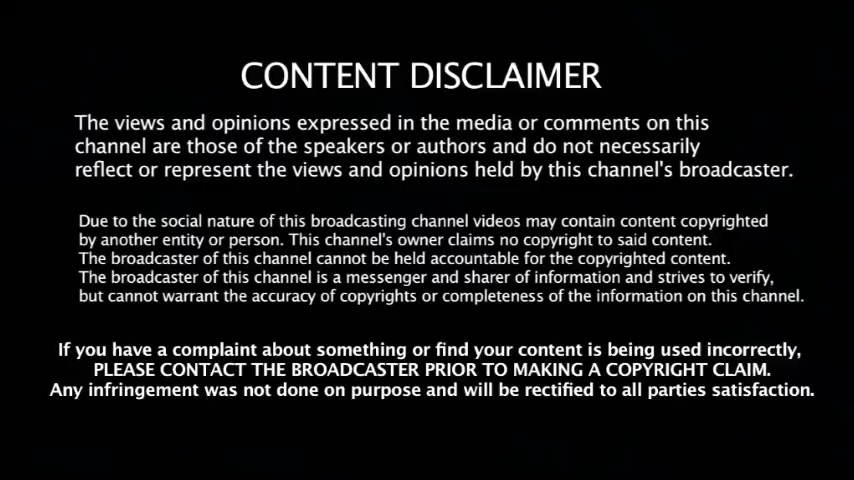 CONTENT DISCLAIMER
The views and opinions expressed in the media or comments on this
channel are those of the speakers or authors and do not necessarily
reflect or represent the views and opinions held by this channel's broadcaster.
Due to the social nature of this broadcasting channel videos may contain content copyrighted
by another entity or person. This channel's owner claims no copyright to said content.
The broadcaster of this channel cannot be held accountable for the copyrighted content.
The broadcaster of this channel is a messenger and sharer of information and strives to verify,
but cannot warrant the accuracy of copyrights or completeness of the information on this channel.
If you have a complaint about something or find your content is being used incorrectly,
PLEASE CONTACT THE BROADCASTER PRIOR TO MAKING A COPYRIGHT CLAIM.
Any infringement was not done on purpose and will be rectified to all parties satisfaction.